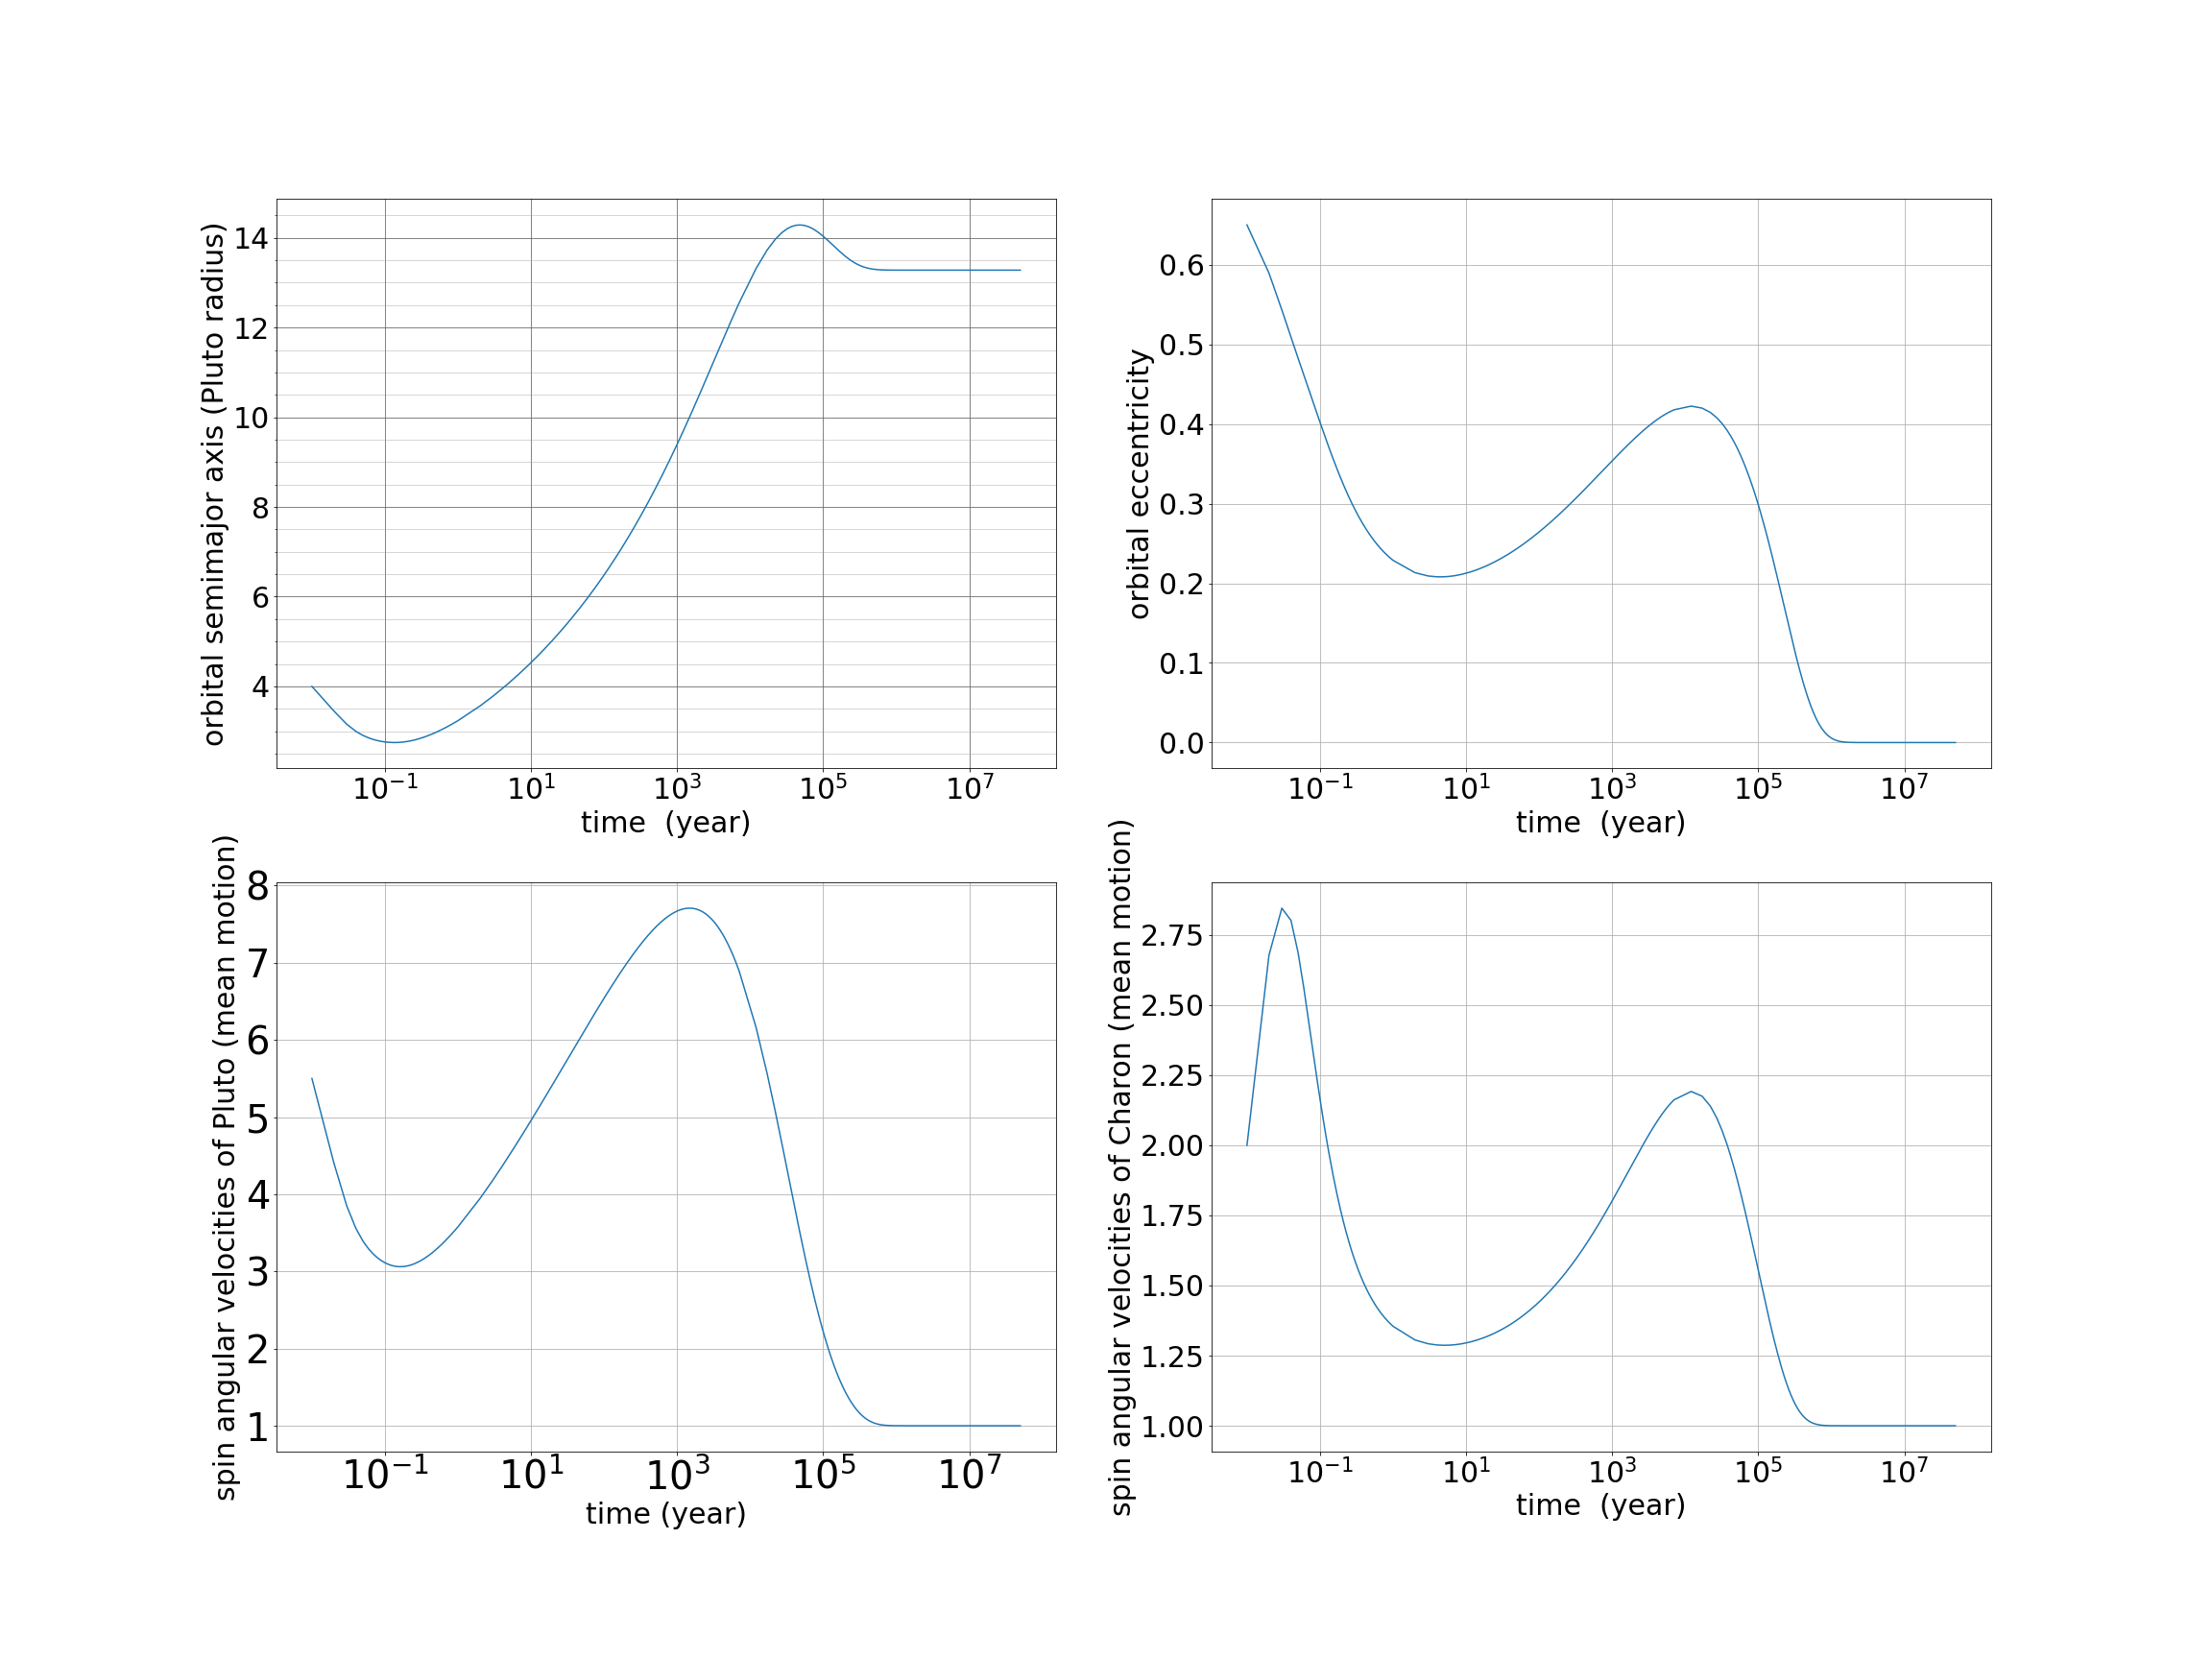 orbital semimajor axis (Pluto radius)
14
12
10
8
6
4
10⁻¹ 10¹ 10³ 10⁵ 10⁷
time (year)
orbital eccentricity
0.6
0.5
0.4
0.3
0.2
0.1
0.0
10⁻¹ 10¹ 10³ 10⁵ 10⁷
time (year)
spin angular velocities of Pluto (mean motion)
8
7
6
5
4
3
2
1
10⁻¹ 10¹ 10³ 10⁵ 10⁷
time (year)
spin angular velocities of Charon (mean motion)
2.75
2.50
2.25
2.00
1.75
1.50
1.25
1.00
10⁻¹ 10¹ 10³ 10⁵ 10⁷
time (year)